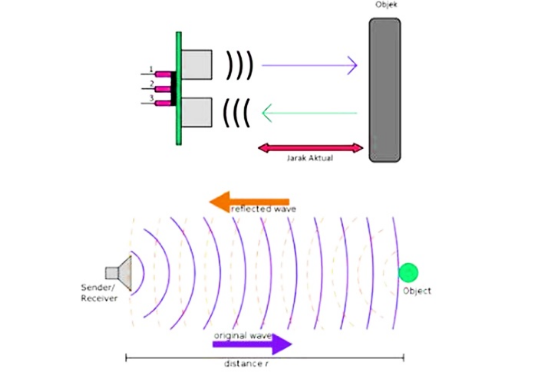 Objek
1
2
3
Jarak Aktual
reflected wave
Sender/
Receiver
Object
original wave
distance r